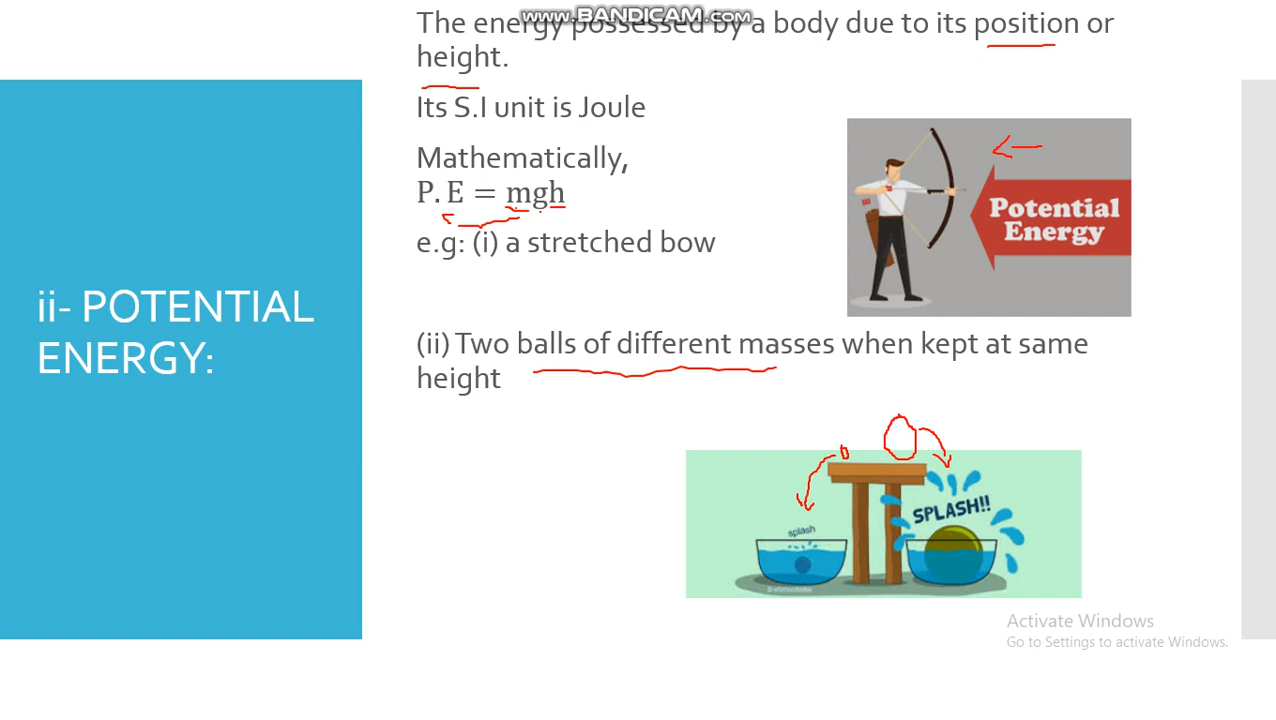 www.BANDICAM.com
The energy possessed by a body due to its position or
height.
Its S.I unit is Joule
Mathematically,
P. E = mgh
e.g: (i) a stretched bow
Potential
Energy
ii- POTENTIAL
ENERGY:
(ii) Two balls of different masses when kept at same
height
SPLASH!!
splash
Activate Windows
Go to Settings to activate Windows.